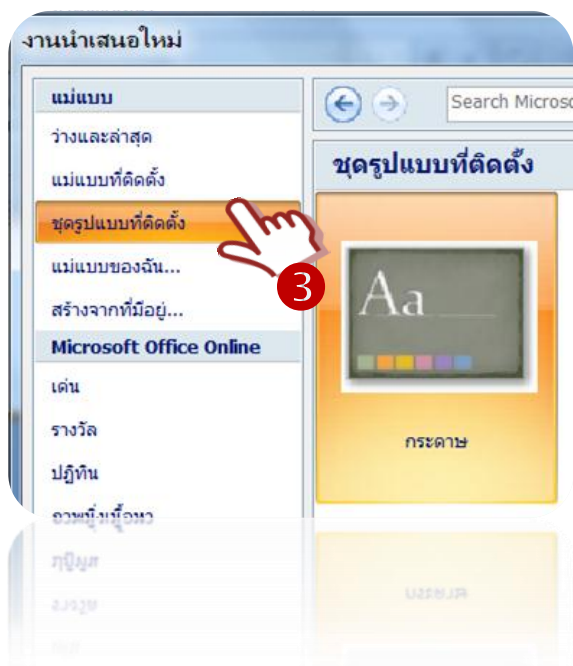 งานนำเสนอใหม่
แม่แบบ
ว่างและล่าสุด
แม่แบบที่ติดตั้ง
ชุดรูปแบบที่ติดตั้ง
แม่แบบของฉัน...
สร้างจากที่มีอยู่...
Microsoft Office Online
เด่น
รางวัล
ปฏิทิน
Search Microso
ชุดรูปแบบที่ติดตั้ง
3
Aa
กระดาษ